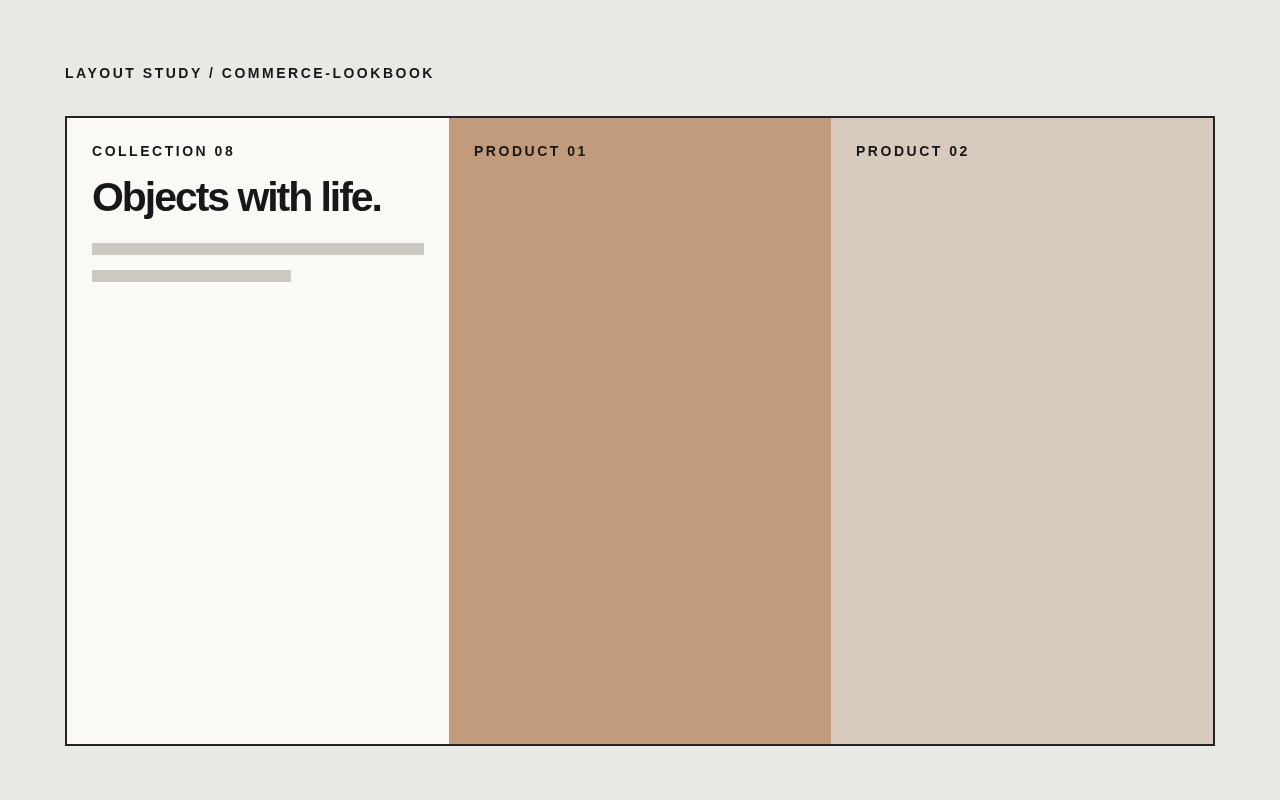 LAYOUT STUDY / COMMERCE-LOOKBOOK
COLLECTION 08
Objects with life.
PRODUCT 01
PRODUCT 02